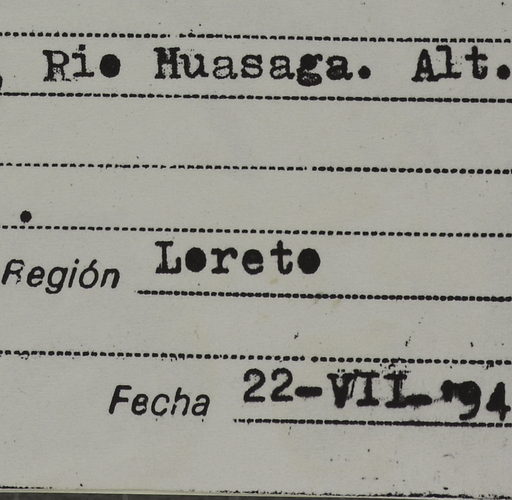 , Rio Huasaga. Alt.
.
Región Loreto
Fecha 22-VII-'94